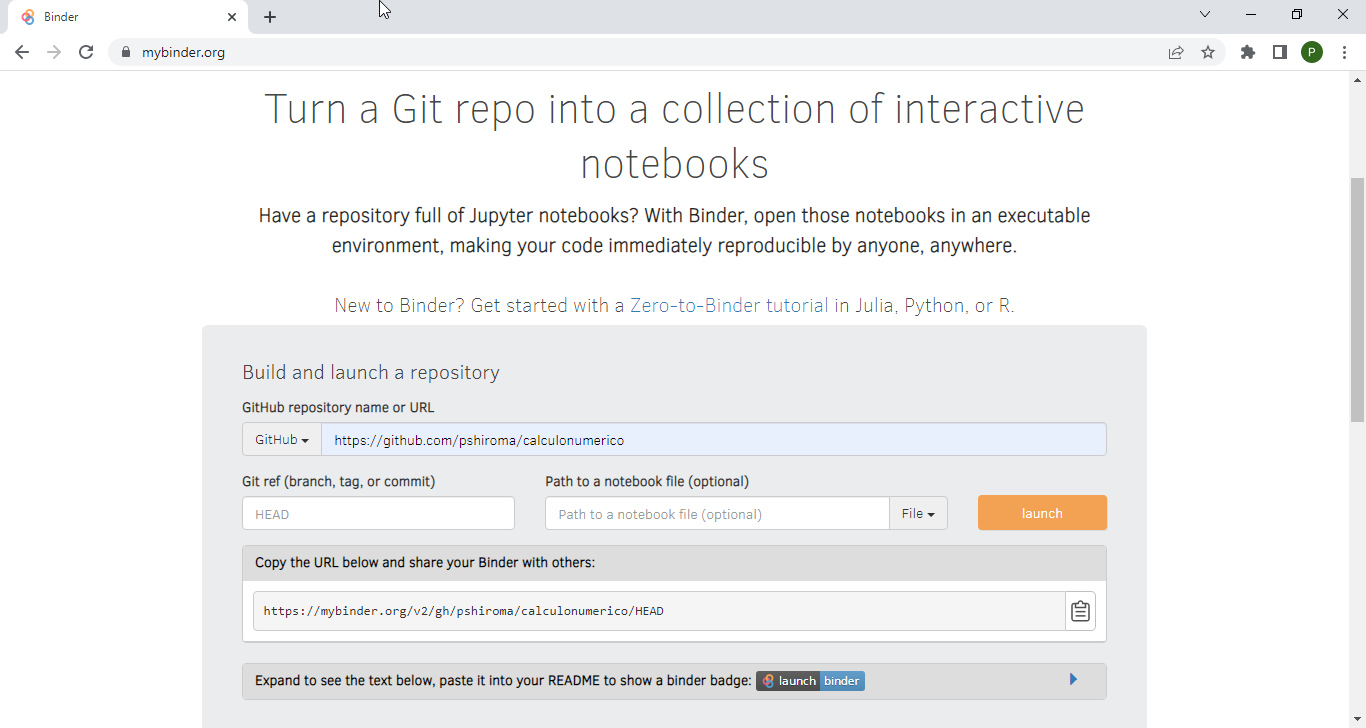 Binder
mybinder.org
P
Turn a Git repo into a collection of interactive
notebooks
Have a repository full of Jupyter notebooks? With Binder, open those notebooks in an executable
environment, making your code immediately reproducible by anyone, anywhere.
New to Binder? Get started with a Zero-to-Binder tutorial in Julia, Python, or R.
Build and launch a repository
GitHub repository name or URL
GitHub https://github.com/pshiroma/calculonumerico
Git ref (branch, tag, or commit) Path to a notebook file (optional)
HEAD Path to a notebook file (optional) File launch
Copy the URL below and share your Binder with others:
https://mybinder.org/v2/gh/pshiroma/calculonumerico/HEAD
Expand to see the text below, paste it into your README to show a binder badge: launch binder